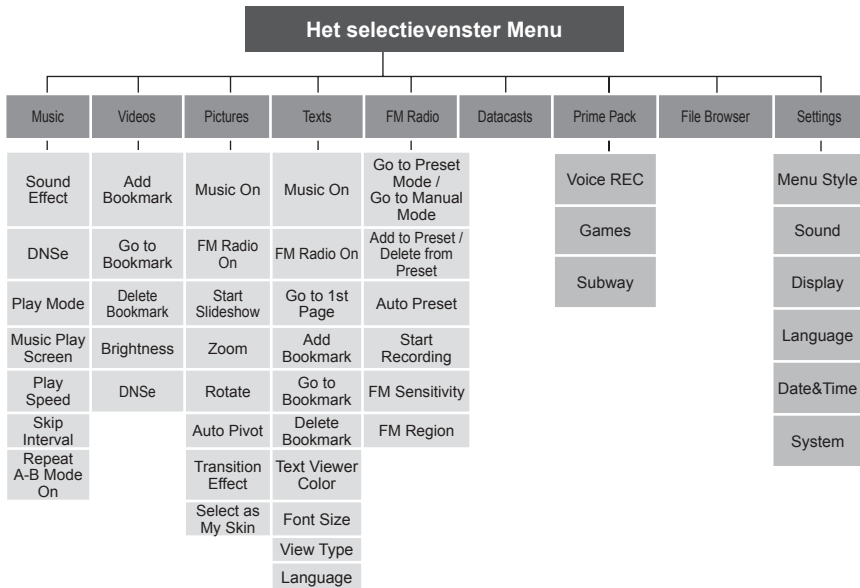 Het selectievenster Menu
Music
Videos
Pictures
Texts
FM Radio
Datacasts
Prime Pack
File Browser
Settings
Sound
Effect
DNSe
Play Mode
Music Play
Screen
Play
Speed
Skip
Interval
Repeat
A-B Mode
On
Add
Bookmark
Go to
Bookmark
Delete
Bookmark
Brightness
DNSe
Music On
FM Radio
On
Start
Slideshow
Zoom
Rotate
Auto Pivot
Transition
Effect
Select as
My Skin
Music On
FM Radio On
Go to 1st
Page
Add
Bookmark
Go to
Bookmark
Delete
Bookmark
Text Viewer
Color
Font Size
View Type
Language
Go to Preset
Mode /
Go to Manual
Mode
Add to Preset /
Delete from
Preset
Auto Preset
Start
Recording
FM Sensitivity
FM Region
Voice REC
Games
Subway
Menu Style
Sound
Display
Language
Date&Time
System